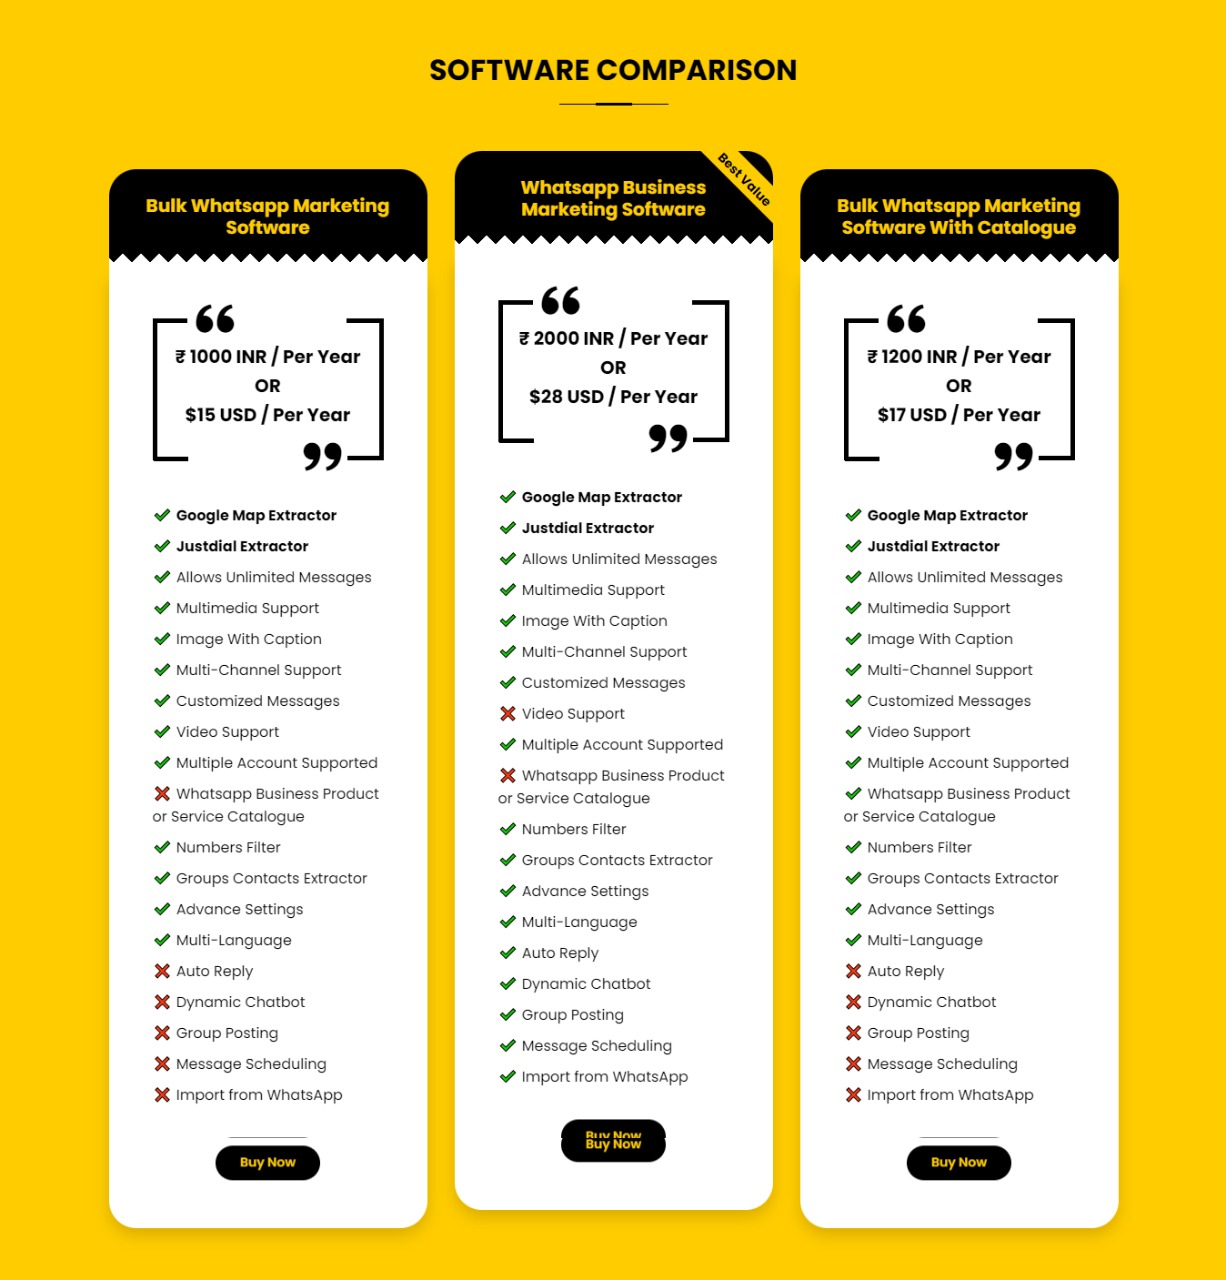 SOFTWARE COMPARISON
Bulk Whatsapp Marketing
Software
₹ 1000 INR / Per Year
OR
$15 USD / Per Year
Google Map Extractor
Justdial Extractor
Allows Unlimited Messages
Multimedia Support
Image With Caption
Multi-Channel Support
Customized Messages
Video Support
Multiple Account Supported
Whatsapp Business Product
or Service Catalogue
Numbers Filter
Groups Contacts Extractor
Advance Settings
Multi-Language
Auto Reply
Dynamic Chatbot
Group Posting
Message Scheduling
Import from WhatsApp
Buy Now
Whatsapp Business
Marketing Software
Best Value
₹ 2000 INR / Per Year
OR
$28 USD / Per Year
Google Map Extractor
Justdial Extractor
Allows Unlimited Messages
Multimedia Support
Image With Caption
Multi-Channel Support
Customized Messages
Video Support
Multiple Account Supported
Whatsapp Business Product
or Service Catalogue
Numbers Filter
Groups Contacts Extractor
Advance Settings
Multi-Language
Auto Reply
Dynamic Chatbot
Group Posting
Message Scheduling
Import from WhatsApp
Buy Now
Buy Now
Bulk Whatsapp Marketing
Software With Catalogue
₹ 1200 INR / Per Year
OR
$17 USD / Per Year
Google Map Extractor
Justdial Extractor
Allows Unlimited Messages
Multimedia Support
Image With Caption
Multi-Channel Support
Customized Messages
Video Support
Multiple Account Supported
Whatsapp Business Product
or Service Catalogue
Numbers Filter
Groups Contacts Extractor
Advance Settings
Multi-Language
Auto Reply
Dynamic Chatbot
Group Posting
Message Scheduling
Import from WhatsApp
Buy Now